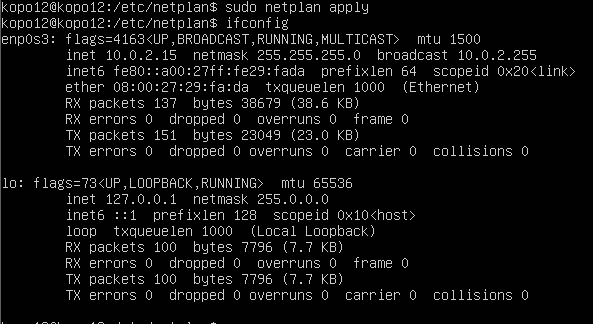 kopo12@kopo12:/etc/netplan$ sudo netplan apply
kopo12@kopo12:/etc/netplan$ ifconfig
enp0s3: flags=4163<UP,BROADCAST,RUNNING,MULTICAST>  mtu 1500
        inet 10.0.2.15  netmask 255.255.255.0  broadcast 10.0.2.255
        inet6 fe80::a00:27ff:fe29:fada  prefixlen 64  scopeid 0x20<link>
        ether 08:00:27:29:fa:da  txqueuelen 1000  (Ethernet)
        RX packets 137  bytes 38679 (38.6 KB)
        RX errors 0  dropped 0  overruns 0  frame 0
        TX packets 151  bytes 23049 (23.0 KB)
        TX errors 0  dropped 0 overruns 0  carrier 0  collisions 0
lo: flags=73<UP,LOOPBACK,RUNNING>  mtu 65536
        inet 127.0.0.1  netmask 255.0.0.0
        inet6 ::1  prefixlen 128  scopeid 0x10<host>
        loop  txqueuelen 1000  (Local Loopback)
        RX packets 100  bytes 7796 (7.7 KB)
        RX errors 0  dropped 0  overruns 0  frame 0
        TX packets 100  bytes 7796 (7.7 KB)
        TX errors 0  dropped 0 overruns 0  carrier 0  collisions 0